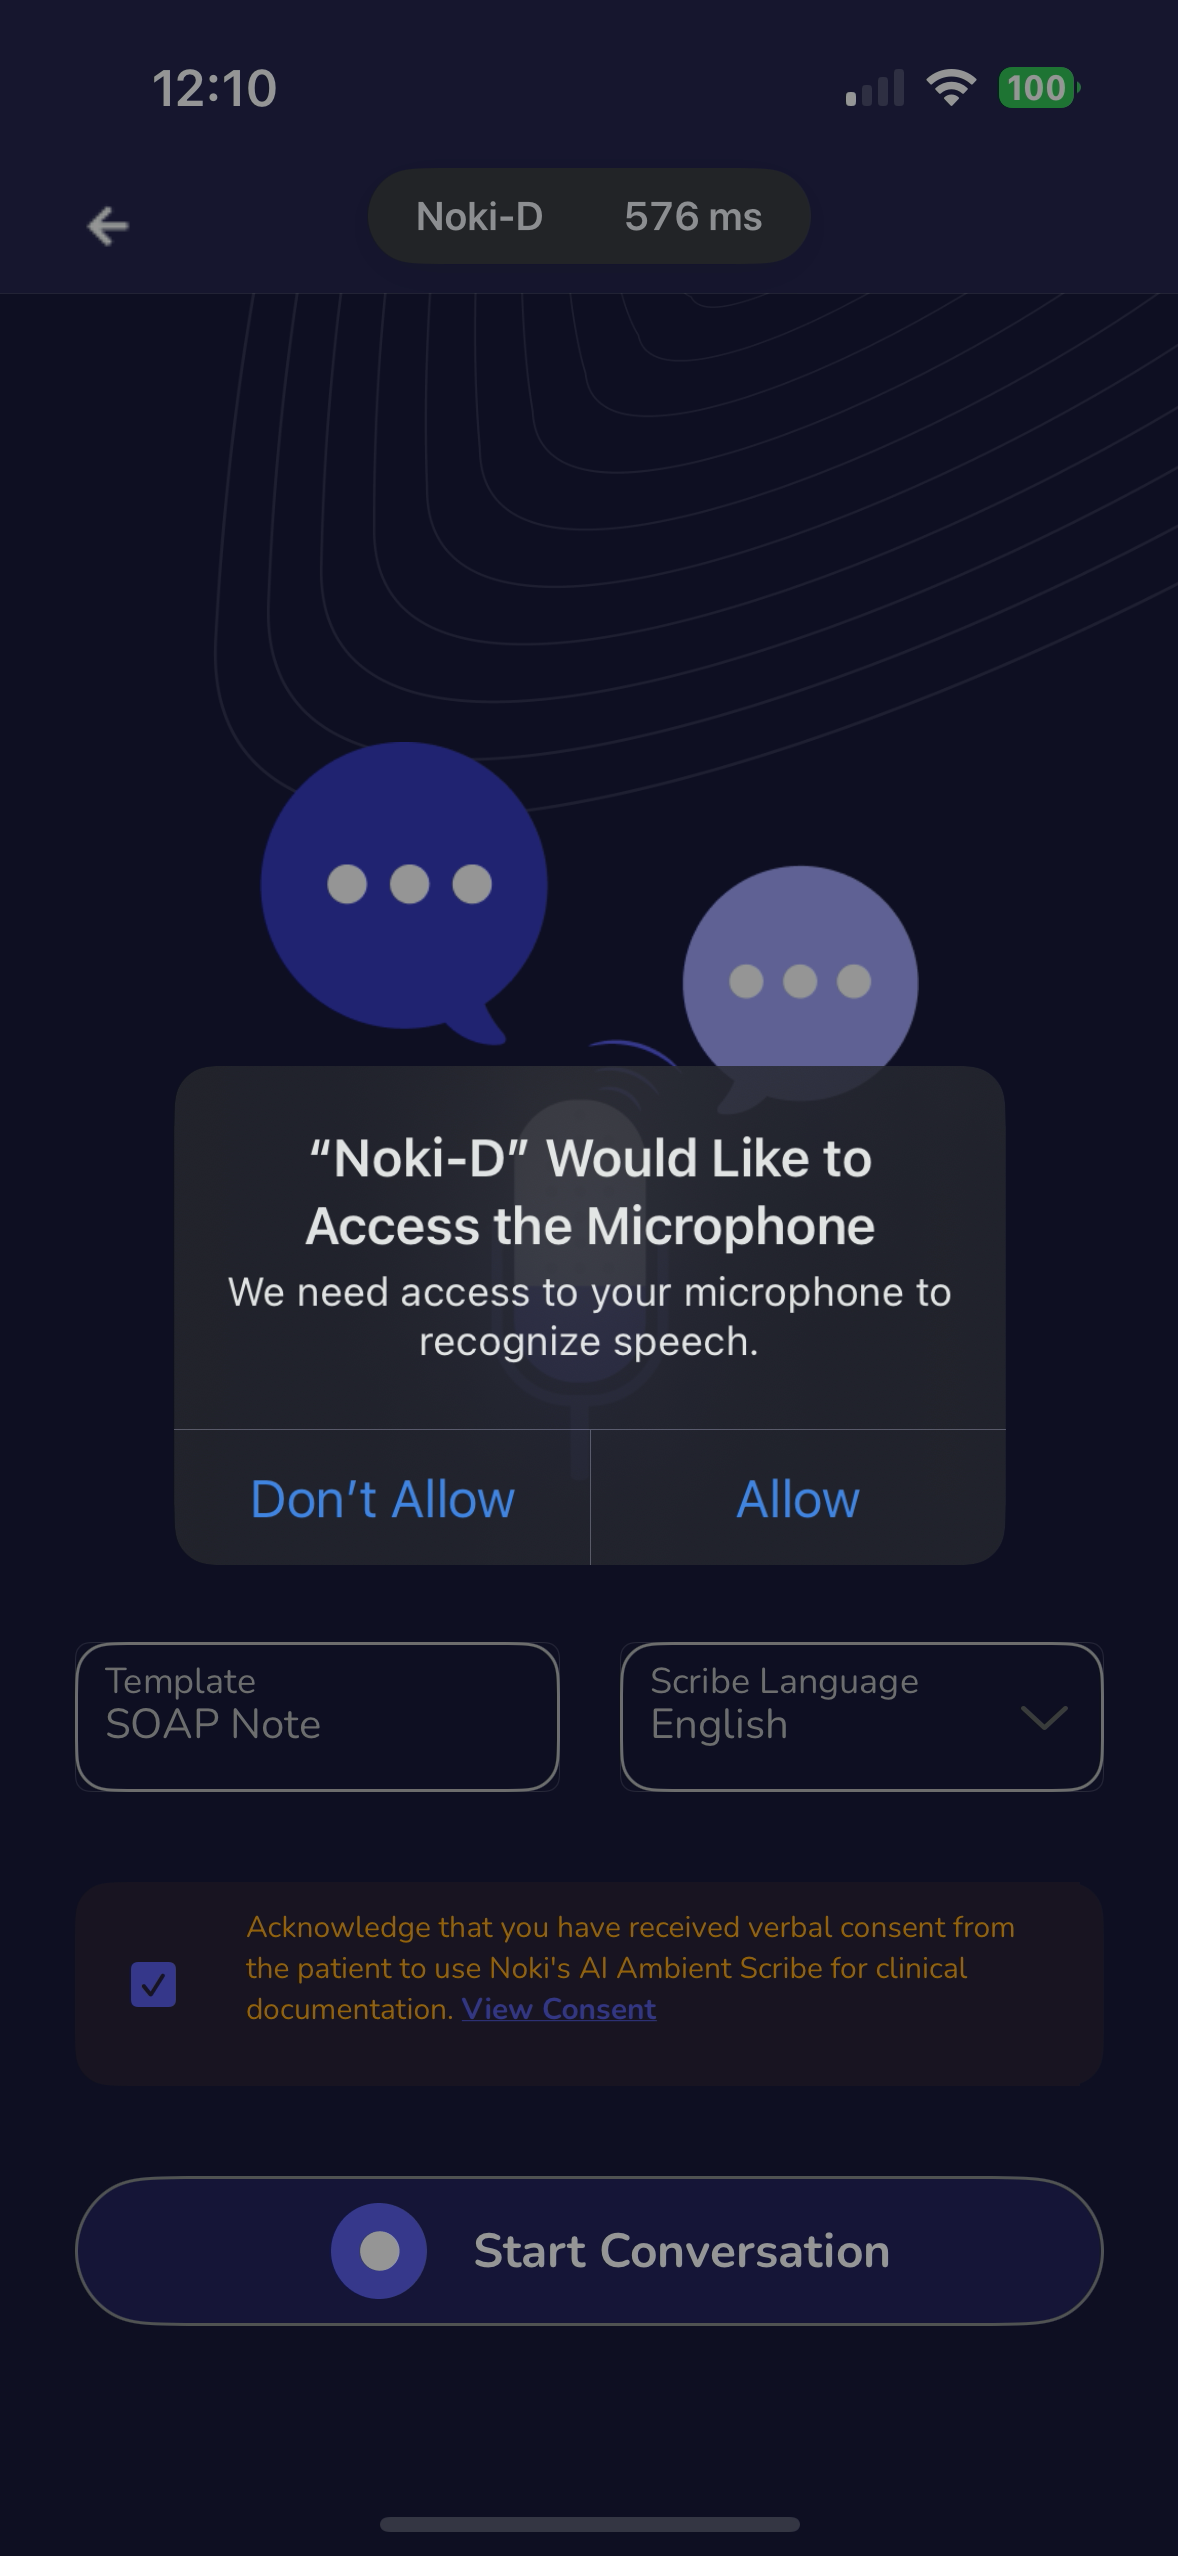 12:10
100
Noki-D 576 ms
“Noki-D” Would Like to
Access the Microphone
We need access to your microphone to
recognize speech.
Don’t Allow
Allow
Template
SOAP Note
Scribe Language
English
Acknowledge that you have received verbal consent from
the patient to use Noki's AI Ambient Scribe for clinical
documentation. View Consent
Start Conversation